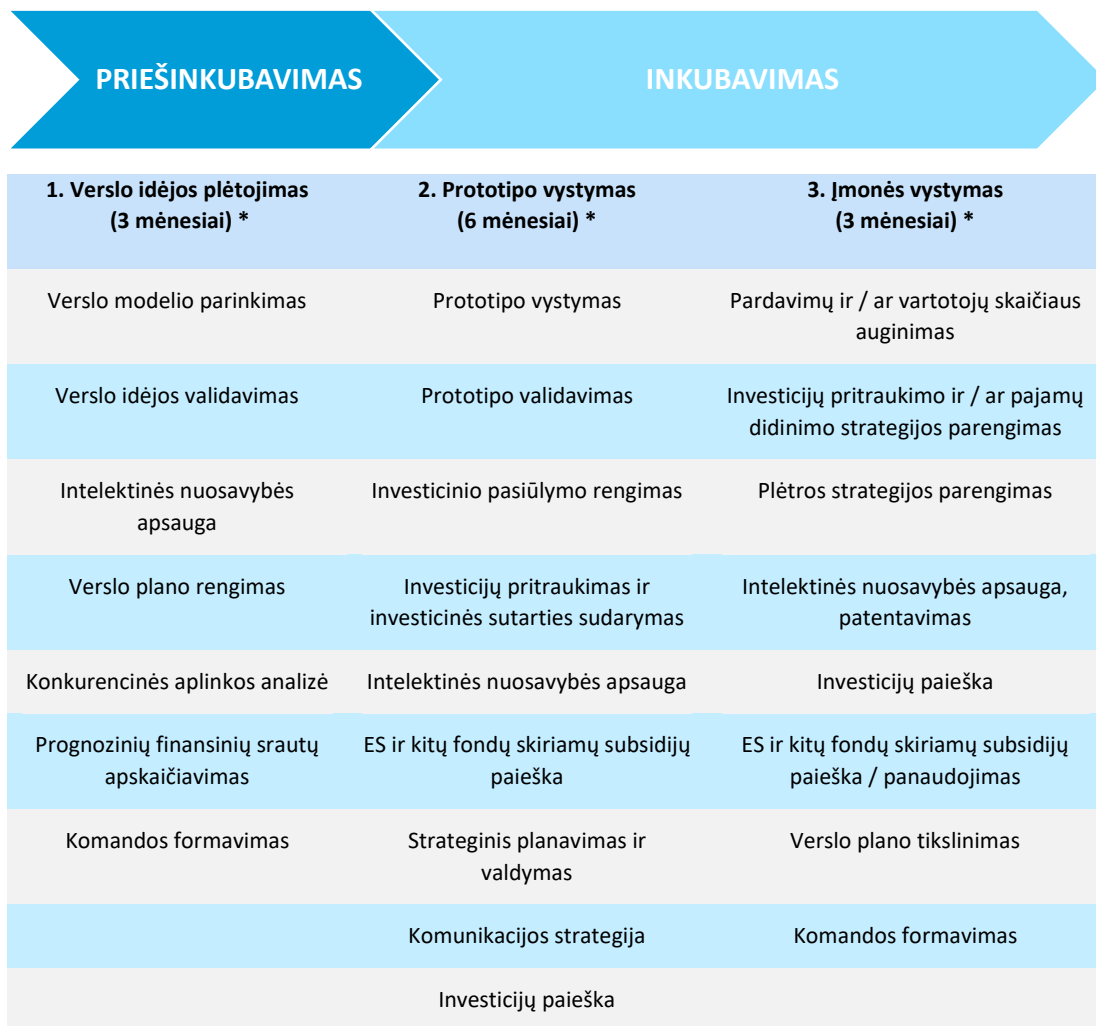 PRIEŠINKUBAVIMAS
INKUBAVIMAS
1. Verslo idėjos plėtojimas
(3 mėnesiai) *
2. Prototipo vystymas
(6 mėnesiai) *
3. Įmonės vystymas
(3 mėnesiai) *
Verslo modelio parinkimas
Prototipo vystymas
Pardavimų ir / ar vartotojų skaičiaus
auginimas
Verslo idėjos validavimas
Prototipo validavimas
Investicijų pritraukimo ir / ar pajamų
didinimo strategijos parengimas
Intelektinės nuosavybės
apsauga
Investicinio pasiūlymo rengimas
Plėtros strategijos parengimas
Verslo plano rengimas
Investicijų pritraukimas ir
investicinės sutarties sudarymas
Intelektinės nuosavybės apsauga,
patentavimas
Konkurencinės aplinkos analizė
Intelektinės nuosavybės apsauga
Investicijų paieška
Prognozinių finansinių srautų
apskaičiavimas
ES ir kitų fondų skiriamų subsidijų
paieška
ES ir kitų fondų skiriamų subsidijų
paieška / panaudojimas
Komandos formavimas
Strateginis planavimas ir
valdymas
Verslo plano tikslinimas
Komunikacijos strategija
Komandos formavimas
Investicijų paieška